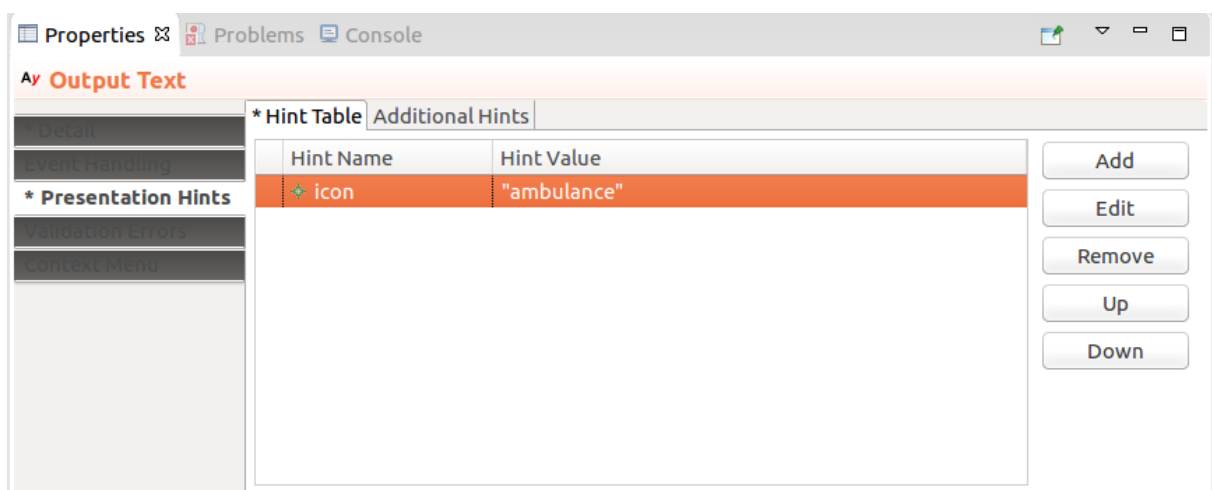 Properties Problems Console
Ay Output Text
* Hint Table Additional Hints
* Detail
Event Handling
* Presentation Hints
Validation Errors
Context Menu
Hint Name Hint Value
icon "ambulance"
Add
Edit
Remove
Up
Down